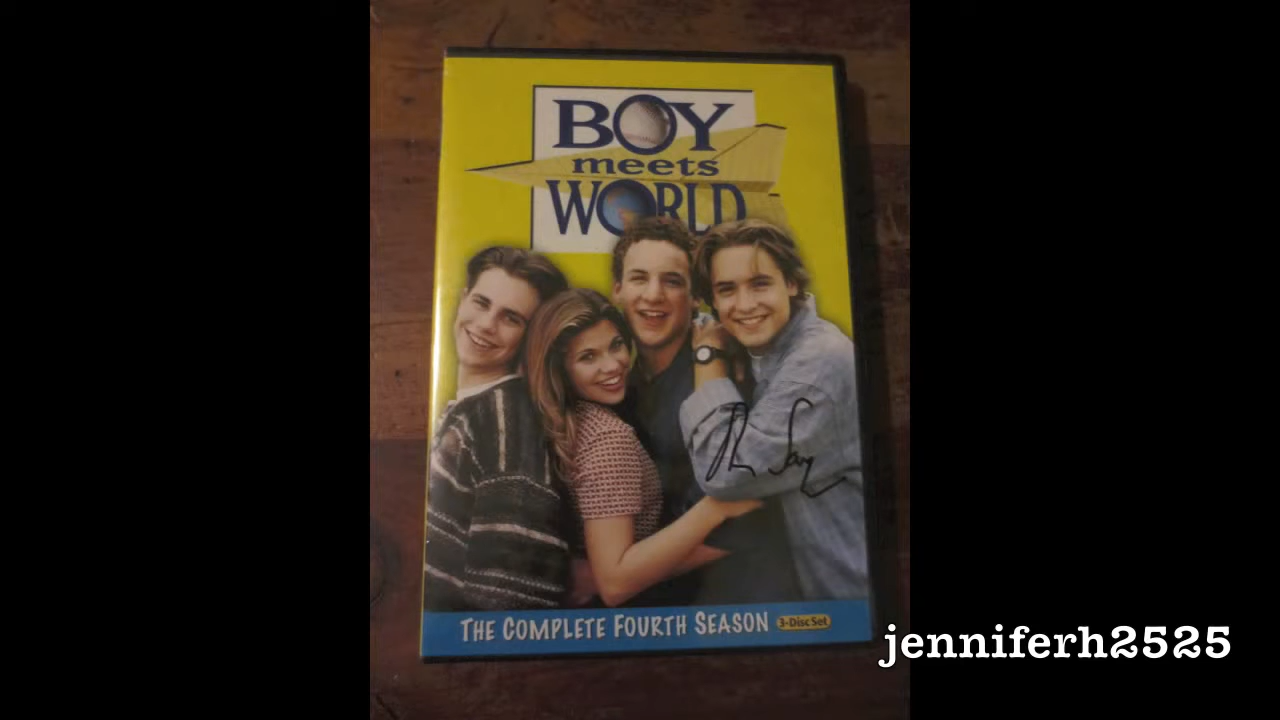 BOY
meets
WORLD
THE COMPLETE FOURTH SEASON 3-Disc Set
jenniferh2525